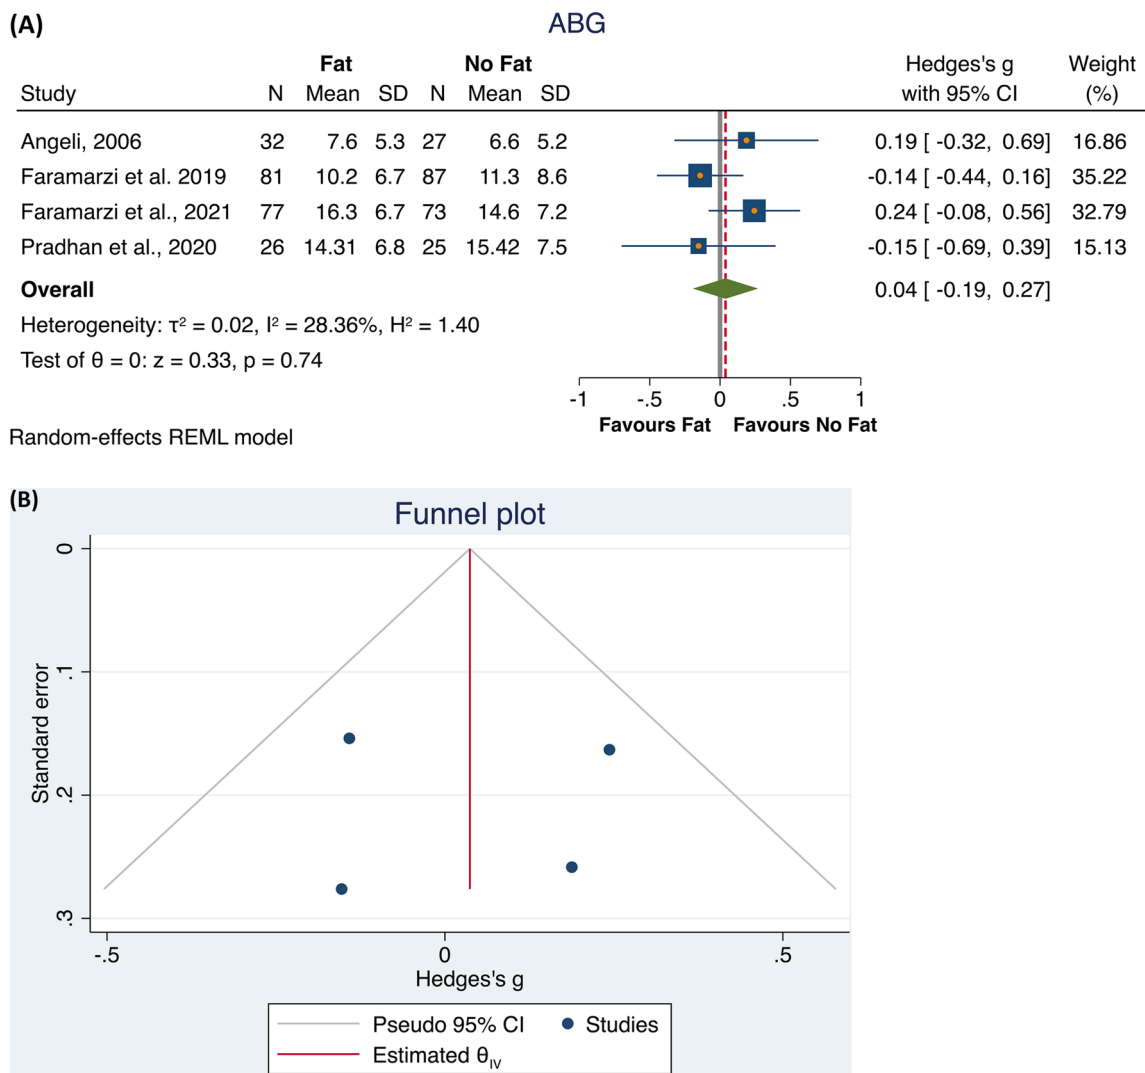 (A)
ABG
Fat No Fat Hedges's g Weight
Study N Mean SD N Mean SD with 95% CI (%)
Angeli, 2006 32 7.6 5.3 27 6.6 5.2 0.19 [ -0.32, 0.69] 16.86
Faramarzi et al. 2019 81 10.2 6.7 87 11.3 8.6 -0.14 [ -0.44, 0.16] 35.22
Faramarzi et al., 2021 77 16.3 6.7 73 14.6 7.2 0.24 [ -0.08, 0.56] 32.79
Pradhan et al., 2020 26 14.31 6.8 25 15.42 7.5 -0.15 [ -0.69, 0.39] 15.13
Overall 0.04 [ -0.19, 0.27]
Heterogeneity: τ² = 0.02, I² = 28.36%, H² = 1.40
Test of θ = 0: z = 0.33, p = 0.74
-1 -.5 0 .5 1
Favours Fat Favours No Fat
Random-effects REML model
(B)
Funnel plot
0
.1
.2
.3
Standard error
-.5 0 .5
Hedges's g
Pseudo 95% CI Studies
Estimated θIV